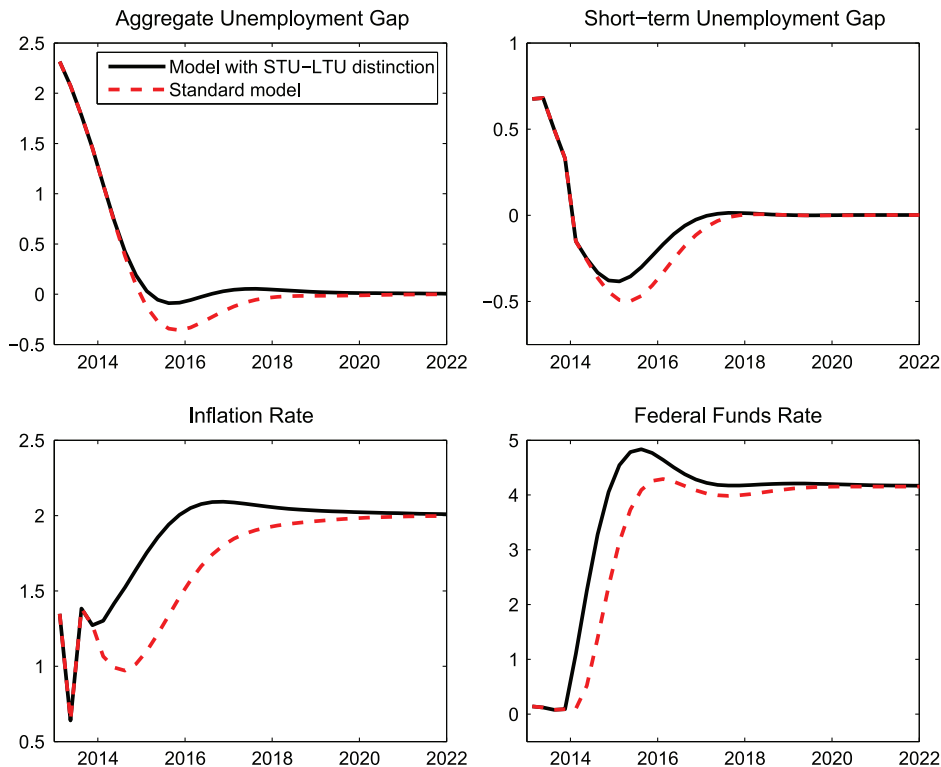 Aggregate Unemployment Gap
2.5
2
1.5
1
0.5
0
−0.5
2014 2016 2018 2020 2022
Model with STU−LTU distinction
Standard model
Short−term Unemployment Gap
1
0.5
0
−0.5
2014 2016 2018 2020 2022
Inflation Rate
2.5
2
1.5
1
0.5
2014 2016 2018 2020 2022
Federal Funds Rate
5
4
3
2
1
0
2014 2016 2018 2020 2022